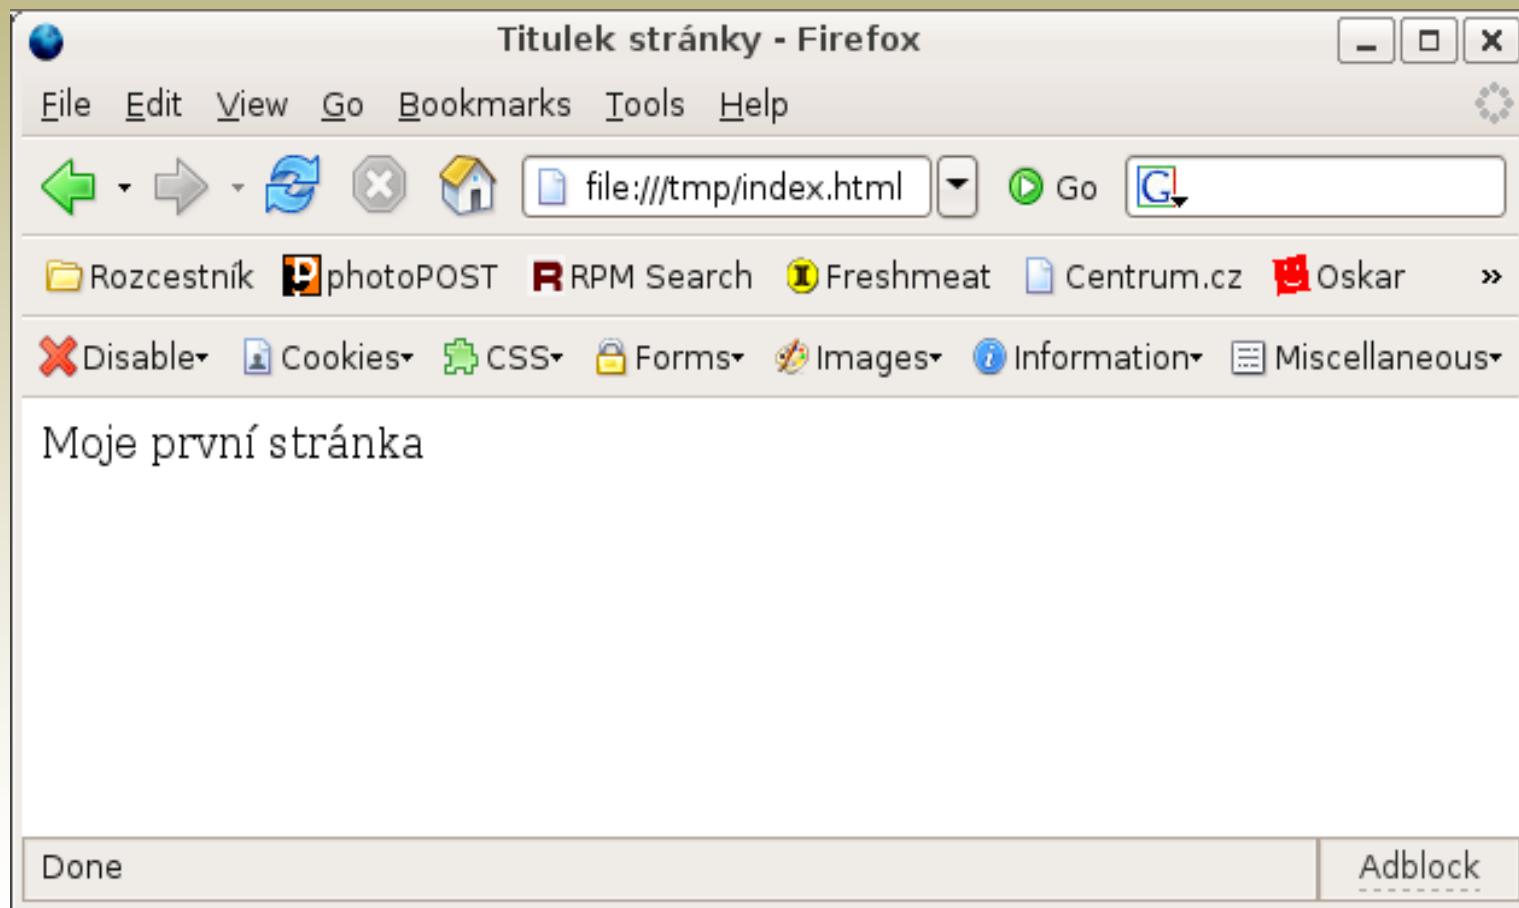 Titulek stránky - Firefox
File Edit View Go Bookmarks Tools Help
file:///tmp/index.html Go G
Rozcestník photoPOST RPM Search Freshmeat Centrum.cz Oskar »
Disable Cookies CSS Forms Images Information Miscellaneous
Moje první stránka
Done Adblock